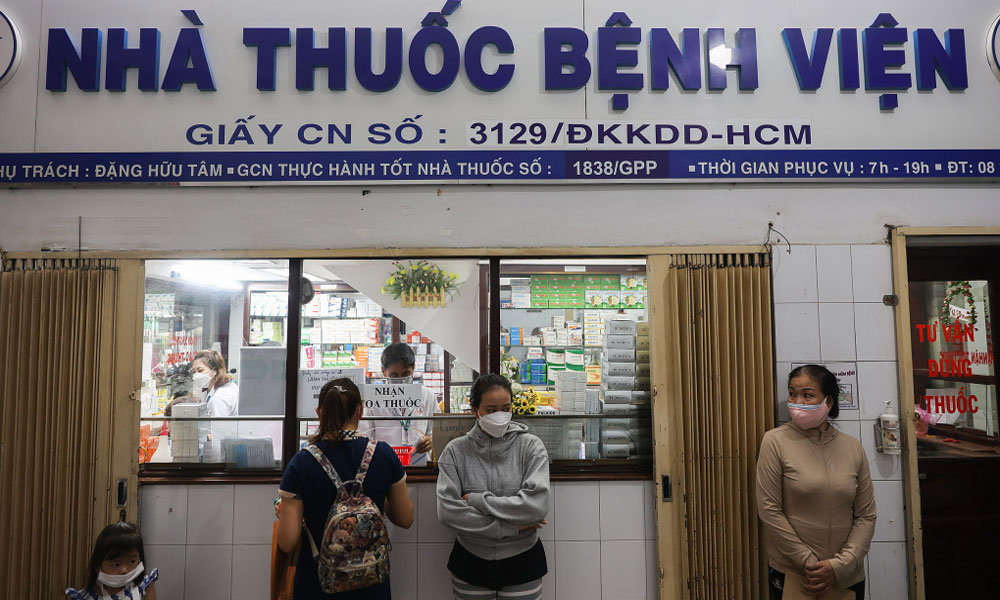 NHÀ THUỐC BỆNH VIỆN
GIẤY CN SỐ : 3129/ĐKKDD-HCM
TRÁCH : ĐẶNG HỮU TÂM ▪ GCN THỰC HÀNH TỐT NHÀ THUỐC SỐ : 1838/GPP ▪ THỜI GIAN PHỤC VỤ : 7h - 19h ▪ ĐT: 08
NHẬN
TOA THUỐC
TƯ VẤN
DÙNG
THUỐC